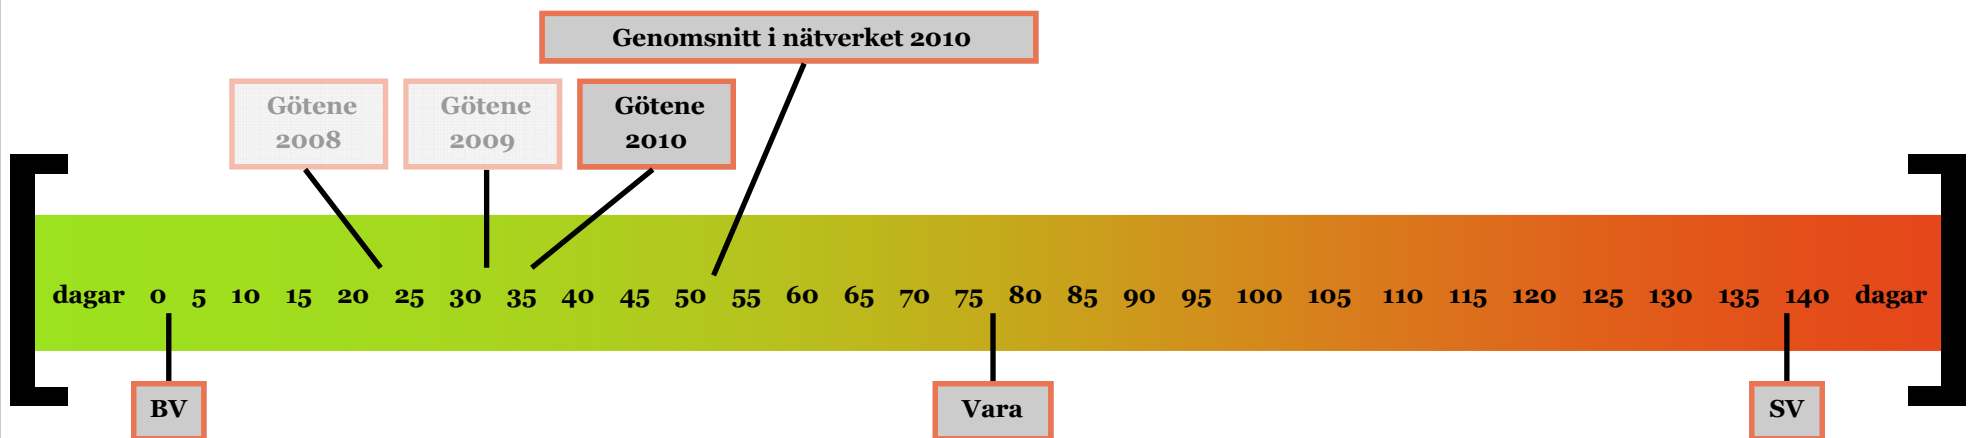 Genomsnitt i nätverket 2010
Götene
2008
Götene
2009
Götene
2010
dagar 0 5 10 15 20 25 30 35 40 45 50 55 60 65 70 75 80 85 90 95 100 105 110 115 120 125 130 135 140 dagar
BV
Vara
SV